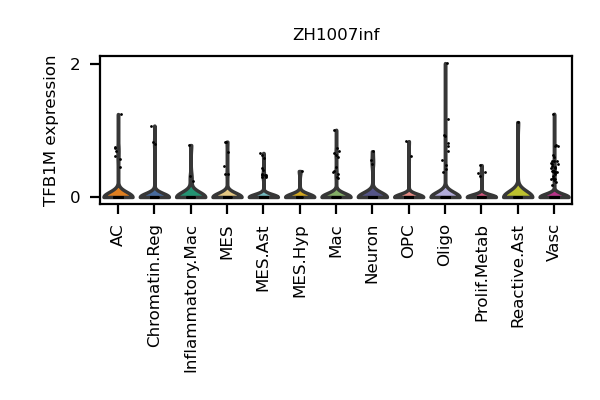 ZH1007inf
TFB1M expression
2
0
AC
Chromatin.Reg
Inflammatory.Mac
MES
MES.Ast
MES.Hyp
Mac
Neuron
OPC
Oligo
Prolif.Metab
Reactive.Ast
Vasc